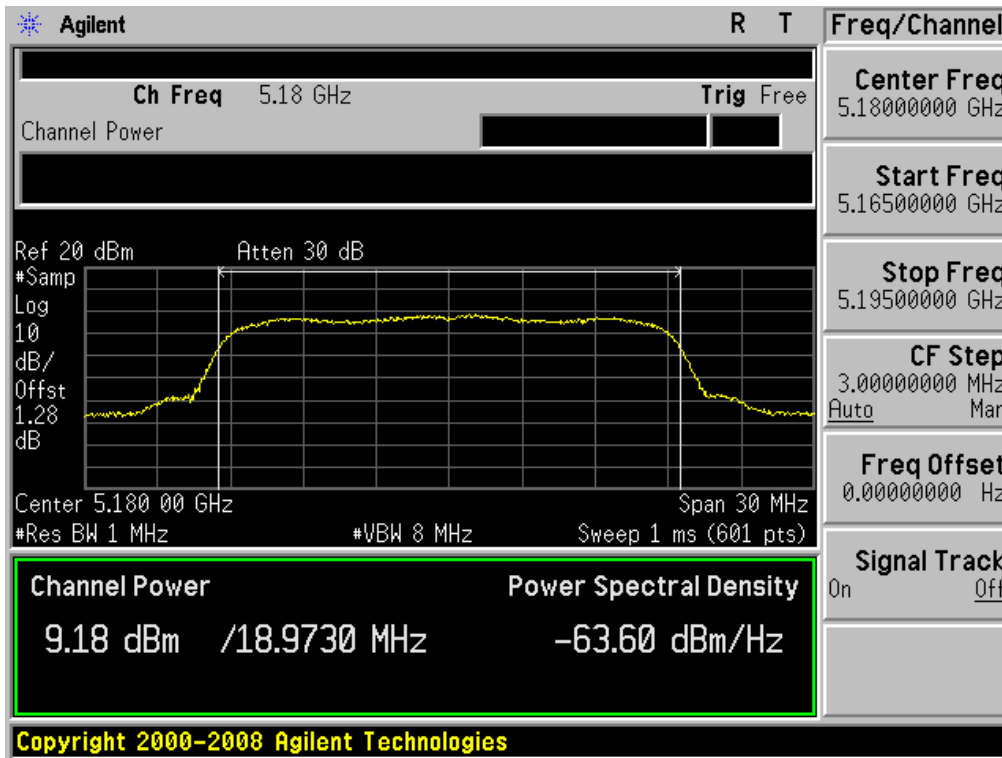 Agilent R T
Freq/Channel
Ch Freq 5.18 GHz Trig Free
Channel Power
Center Freq
5.18000000 GHz
Start Freq
5.16500000 GHz
Stop Freq
5.19500000 GHz
CF Step
3.00000000 MHz
Auto Man
Freq Offset
0.00000000 Hz
Signal Track
On Off
Ref 20 dBm Atten 30 dB
#Samp
Log
10
dB/
Offst
1.28
dB
Center 5.180 00 GHz Span 30 MHz
#Res BW 1 MHz #VBW 8 MHz Sweep 1 ms (601 pts)
Channel Power Power Spectral Density
9.18 dBm /18.9730 MHz -63.60 dBm/Hz
Copyright 2000-2008 Agilent Technologies